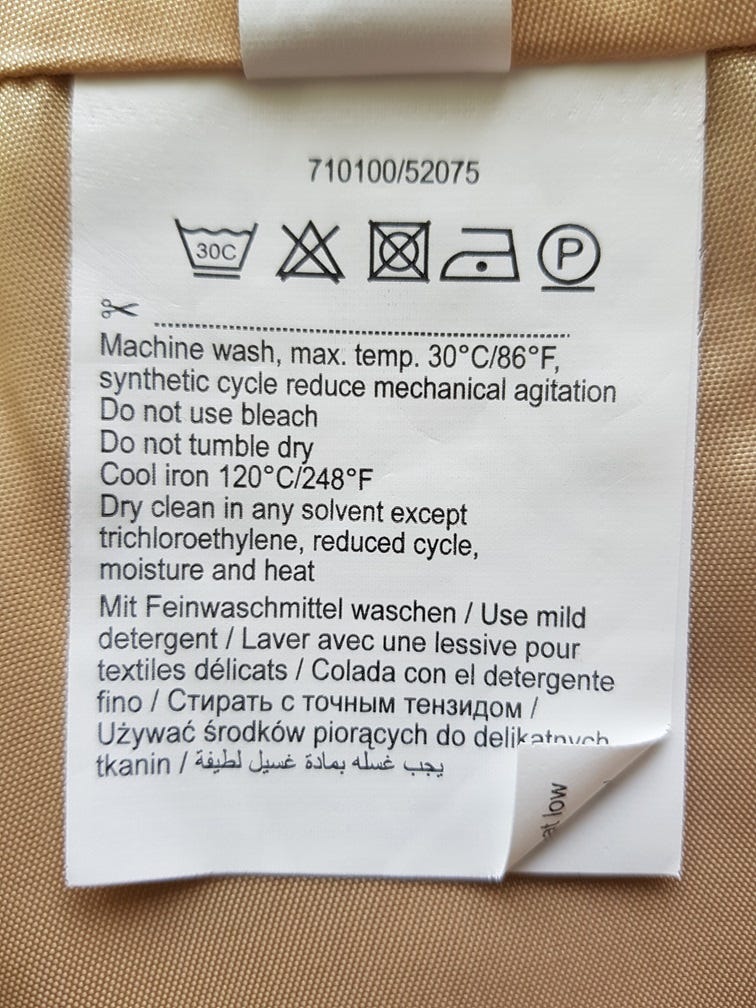 710100/52075
30C
P
Machine wash, max. temp. 30°C/86°F,
synthetic cycle reduce mechanical agitation
Do not use bleach
Do not tumble dry
Cool iron 120°C/248°F
Dry clean in any solvent except
trichloroethylene, reduced cycle,
moisture and heat
Mit Feinwaschmittel waschen / Use mild
detergent / Laver avec une lessive pour
textiles délicats / Colada con el detergente
fino / Стирать с точным тензидом /
Używać środków piorących do delikatnych
tkanin / يجب غسله بمادة غسيل لطيفة
at low